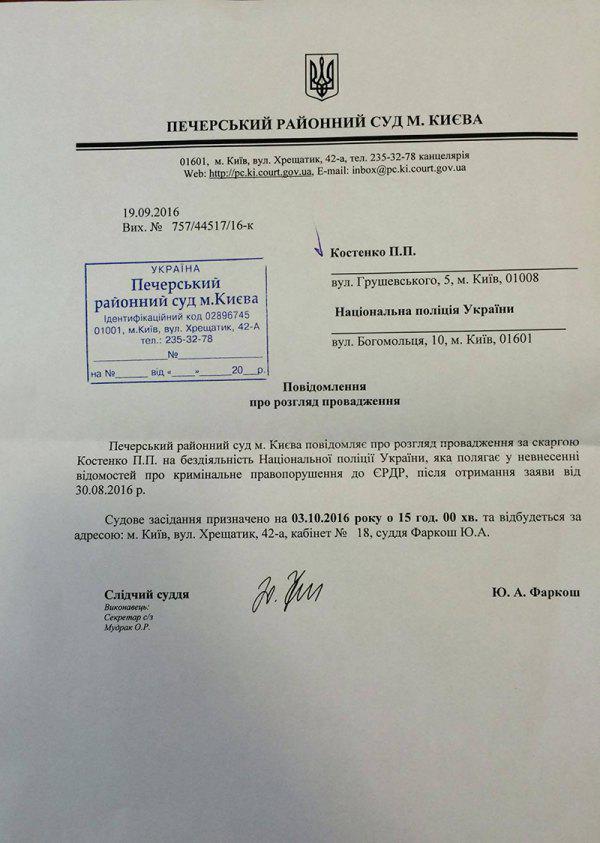 ПЕЧЕРСЬКИЙ РАЙОННИЙ СУД М. КИЄВА
01601, м. Київ, вул. Хрещатик, 42-а, тел. 235-32-78 канцелярія
Web: http://pc.ki.court.gov.ua, E-mail: inbox@pc.ki.court.gov.ua
19.09.2016
Вих. № 757/44517/16-к
Костенко П.П.
вул. Грушевського, 5, м. Київ, 01008
Національна поліція України
вул. Богомольця, 10, м. Київ, 01601
УКРАЇНА
Печерський
районний суд м.Києва
Ідентифікаційний код 02896745
01001, м.Київ, вул. Хрещатик, 42-А
тел.: 235-32-78
___________№___________
на №______ від «____»______20___р.
Повідомлення
про розгляд провадження
Печерський районний суд м. Києва повідомляє про розгляд провадження за скаргою
Костенко П.П. на бездіяльність Національної поліції України, яка полягає у невнесенні
відомостей про кримінальне правопорушення до ЄРДР, після отримання заяви від
30.08.2016 р.
Судове засідання призначено на 03.10.2016 року о 15 год. 00 хв. та відбудеться за
адресою: м. Київ, вул. Хрещатик, 42-а, кабінет № 18, суддя Фаркош Ю.А.
Слідчий суддя
Ю. А. Фаркош
Виконавець:
Секретар с/з
Мудрак О.Р.